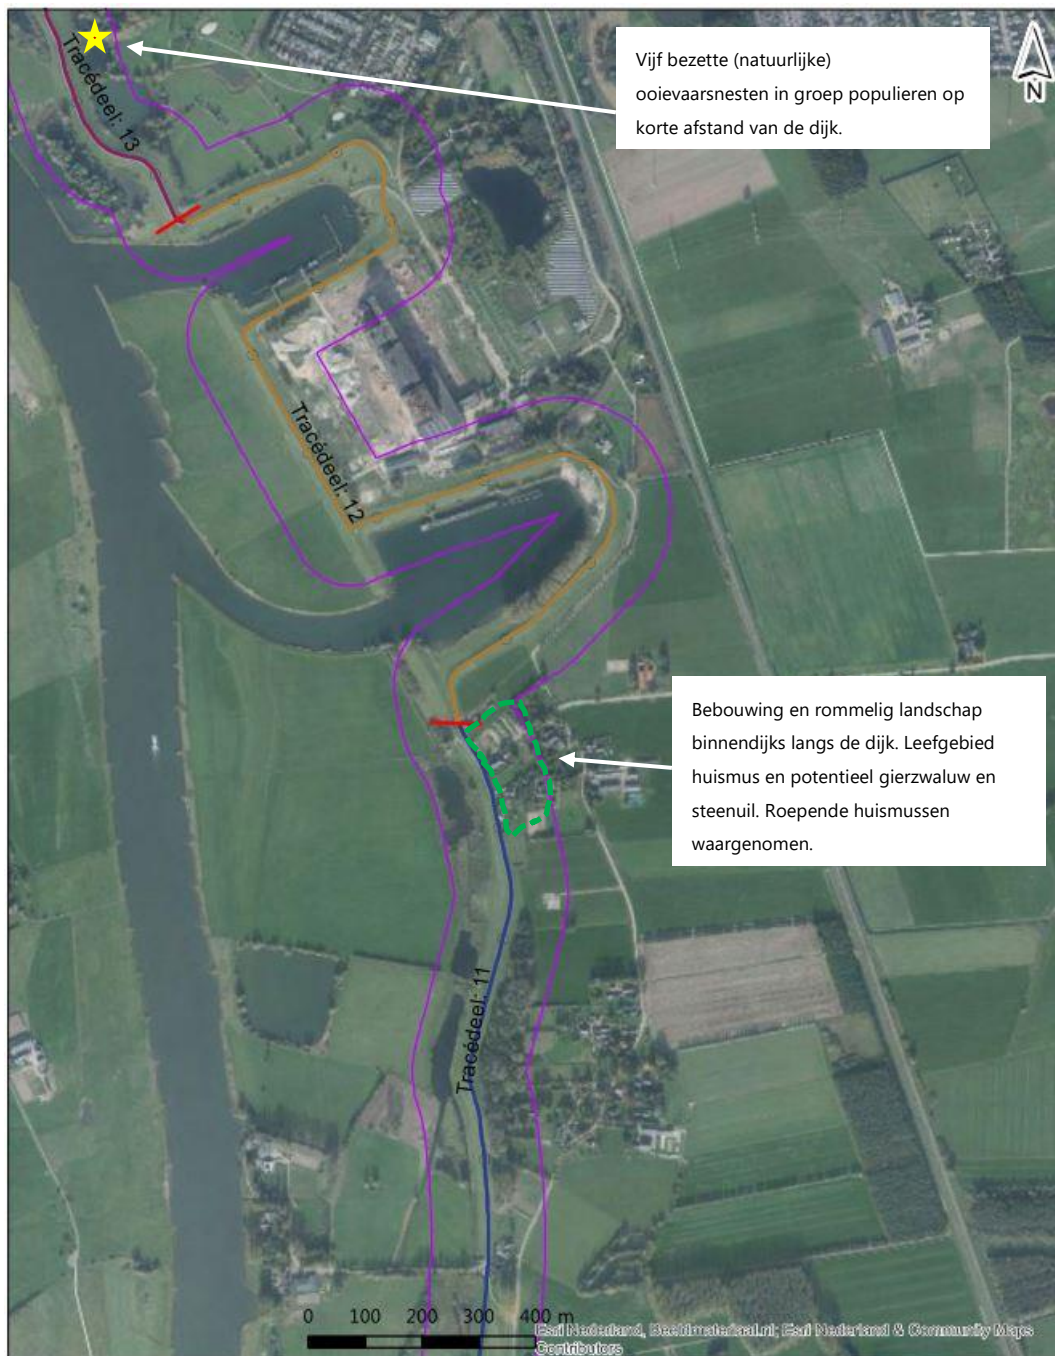 Vijf bezette (natuurlijke)
ooievaarsnesten in groep populieren op
korte afstand van de dijk.
N
Tracédeel: 13
Tracédeel: 12
Bebouwing en rommelig landschap
binnendijks langs de dijk. Leefgebied
huismus en potentieel gierzwaluw en
steenuil. Roepende huismussen
waargenomen.
Tracédeel: 11
0 100 200 300 400 m
Esri Nederland, Beeldmateriaal.nl; Esri Nederland & Community Maps
Contributors